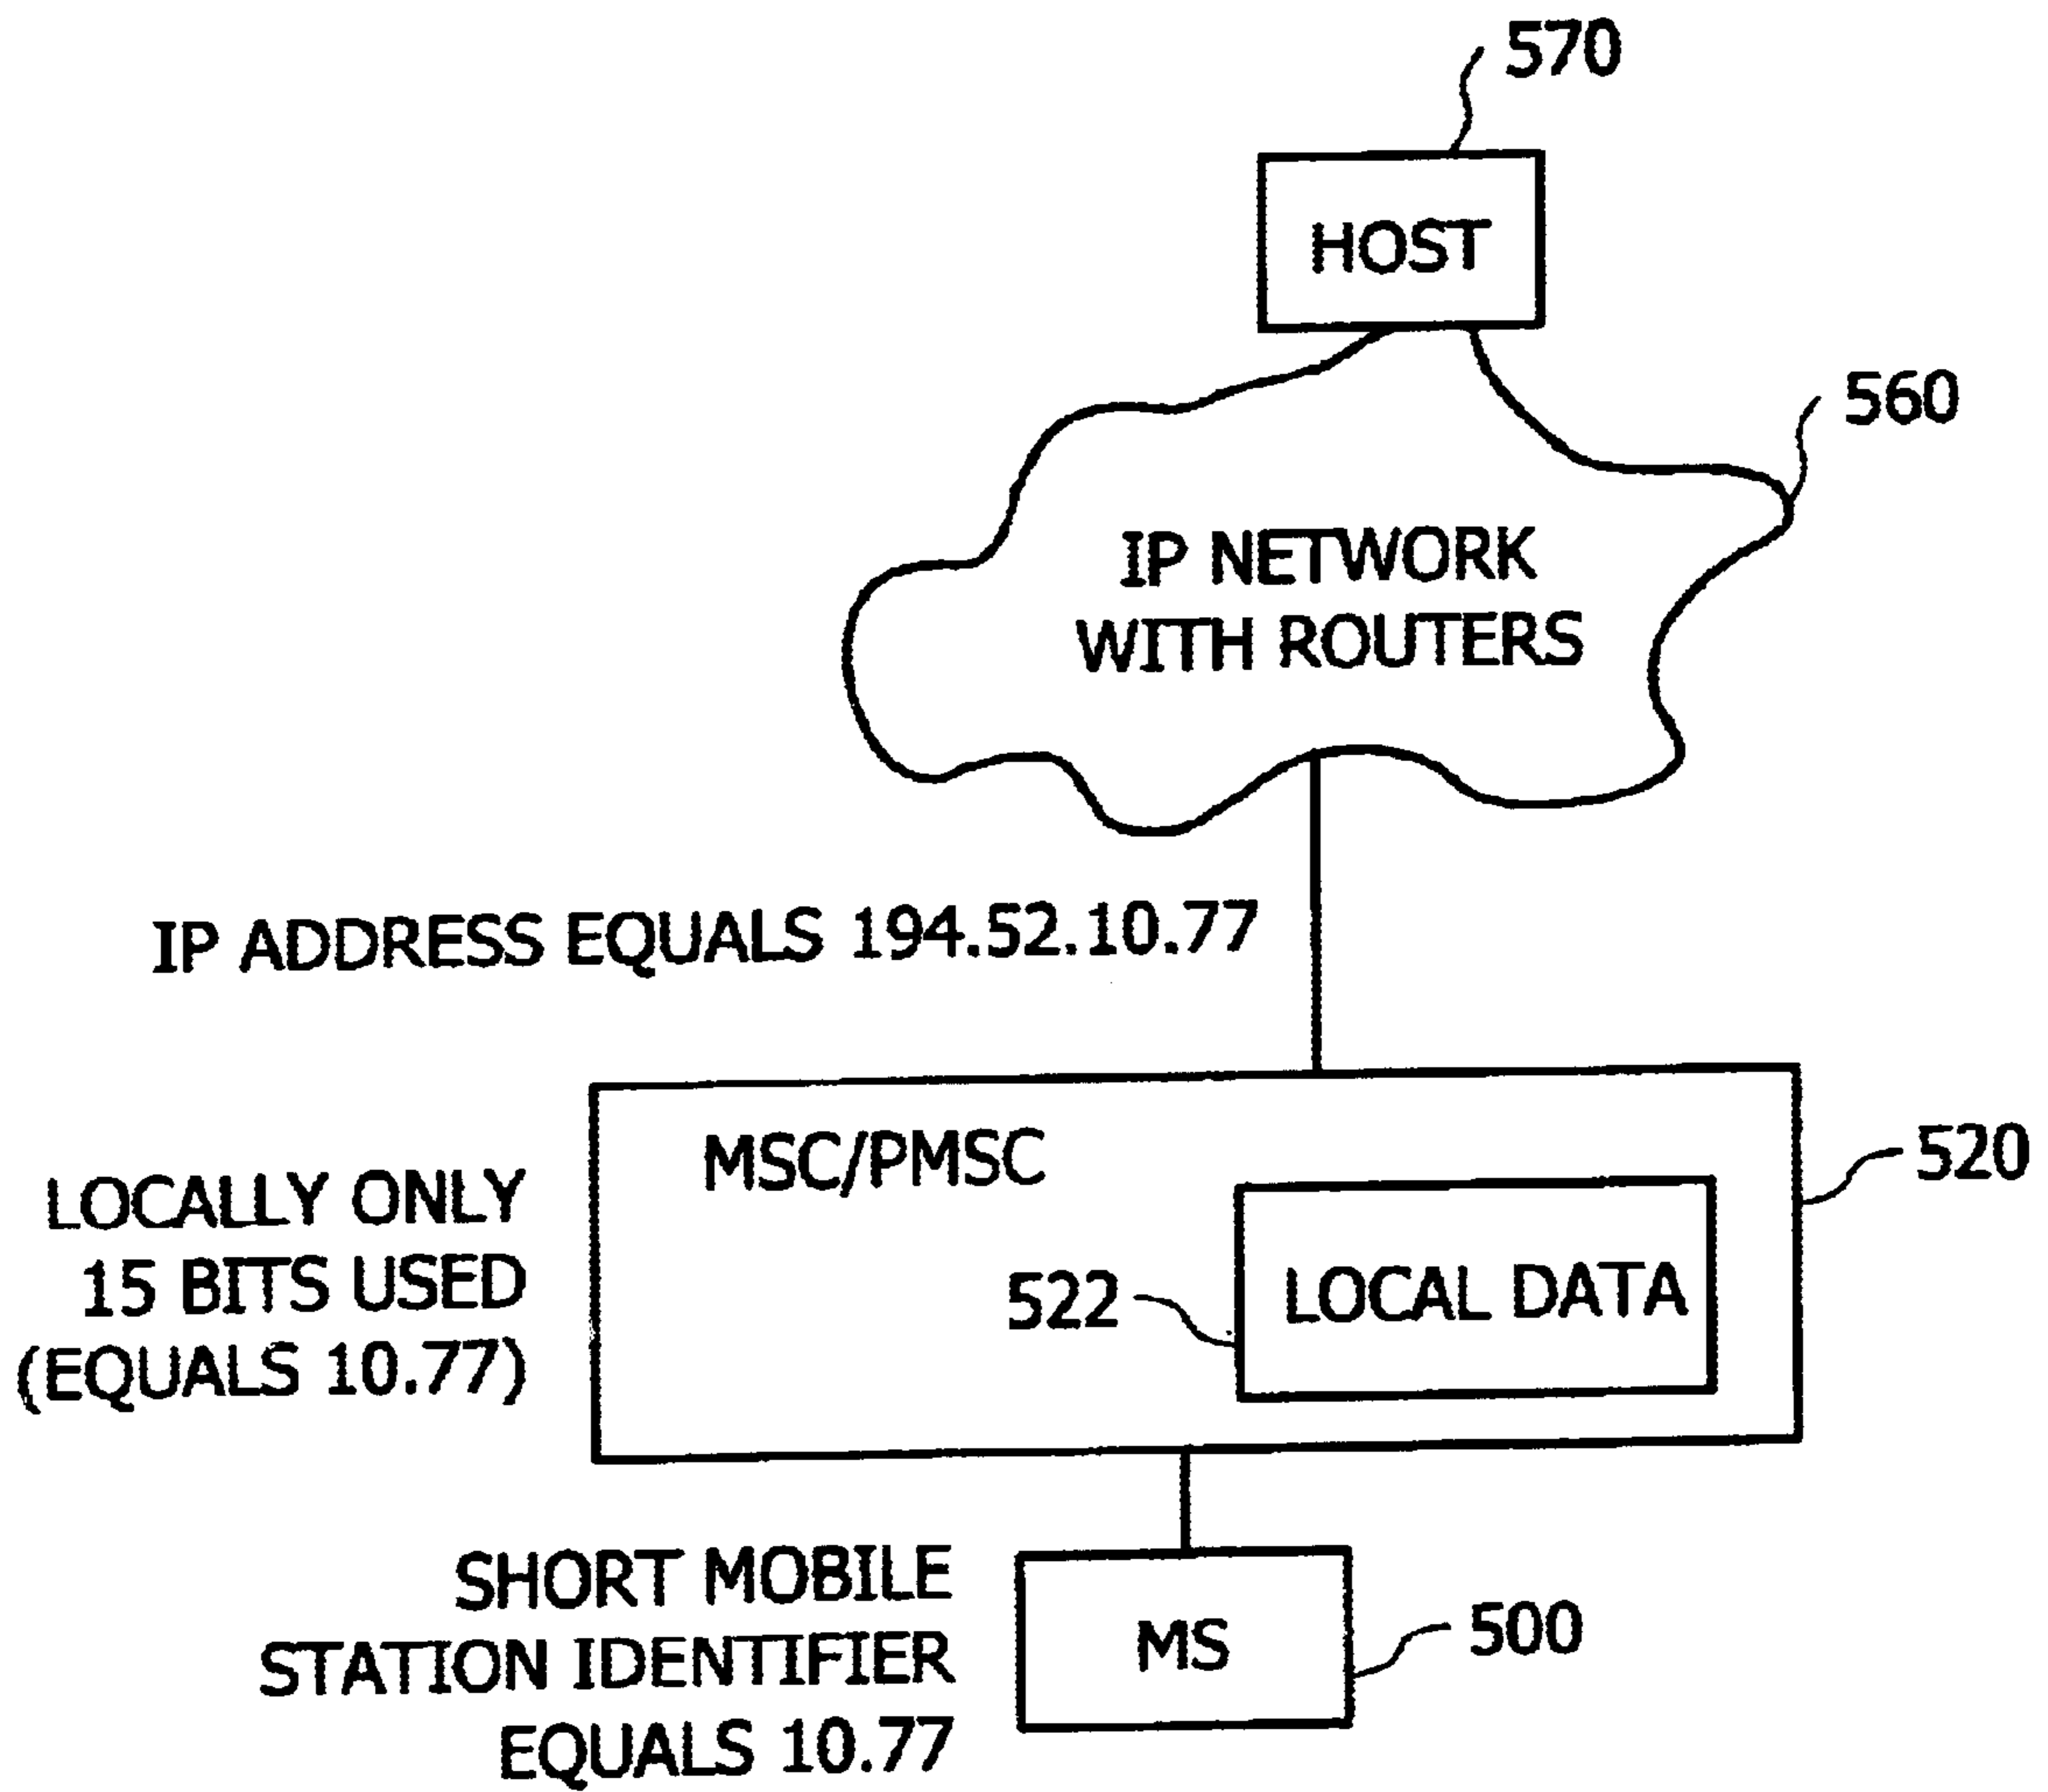 570
HOST
560
IP NETWORK
WITH ROUTERS
IP ADDRESS EQUALS 194.52.10.77
MSC/PMSC
520
LOCALLY ONLY
15 BITS USED
(EQUALS 10.77)
522
LOCAL DATA
SHORT MOBILE
STATION IDENTIFIER
EQUALS 10.77
MS
500